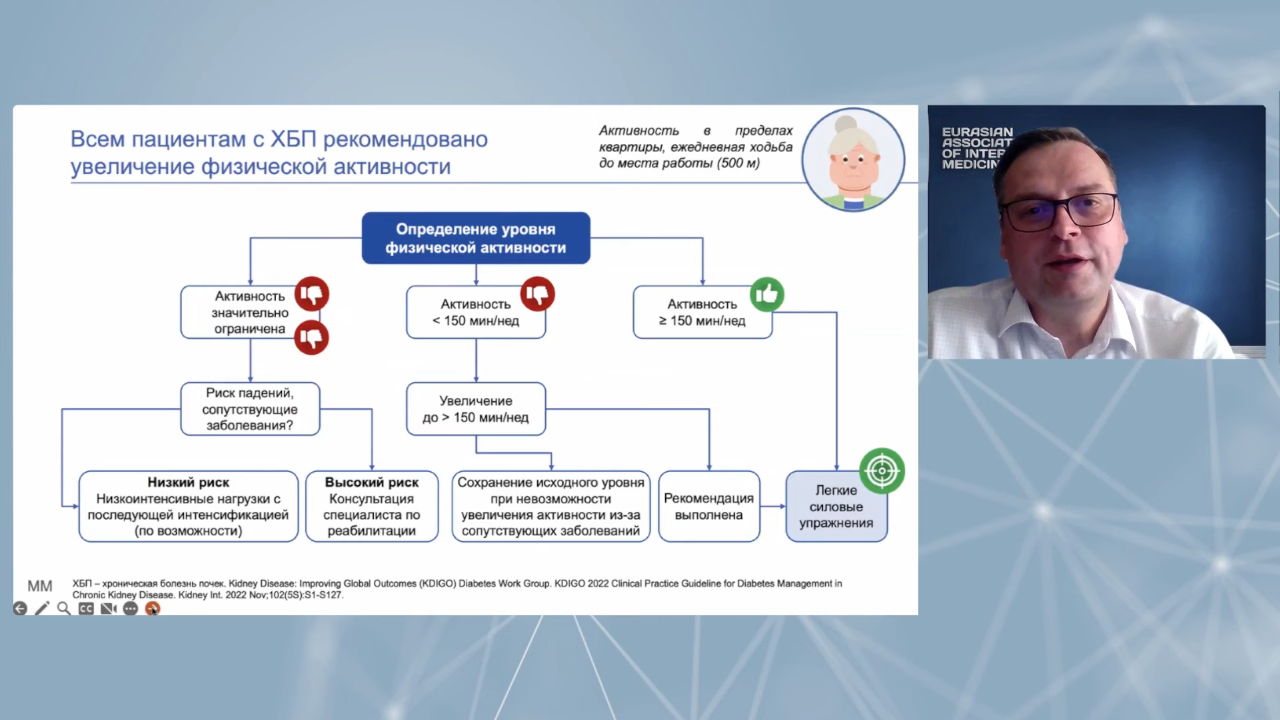 Всем пациентам с ХБП рекомендовано
увеличение физической активности
Активность в пределах
квартиры, ежедневная ходьба
до места работы (500 м)
Определение уровня
физической активности
Активность
значительно
ограничена
Активность
< 150 мин/нед
Активность
≥ 150 мин/нед
Риск падений,
сопутствующие
заболевания?
Увеличение
до > 150 мин/нед
Низкий риск
Низкоинтенсивные нагрузки с
последующей интенсификацией
(по возможности)
Высокий риск
Консультация
специалиста по
реабилитации
Сохранение исходного уровня
при невозможности
увеличения активности из-за
сопутствующих заболеваний
Рекомендация
выполнена
Легкие
силовые
упражнения
ММ
ХБП – хроническая болезнь почек. Kidney Disease: Improving Global Outcomes (KDIGO) Diabetes Work Group. KDIGO 2022 Clinical Practice Guideline for Diabetes Management in
Chronic Kidney Disease. Kidney Int. 2022 Nov;102(5S):S1-S127.
CC
EURASIAN
ASSOCIAT
OF INTER
MEDICIN